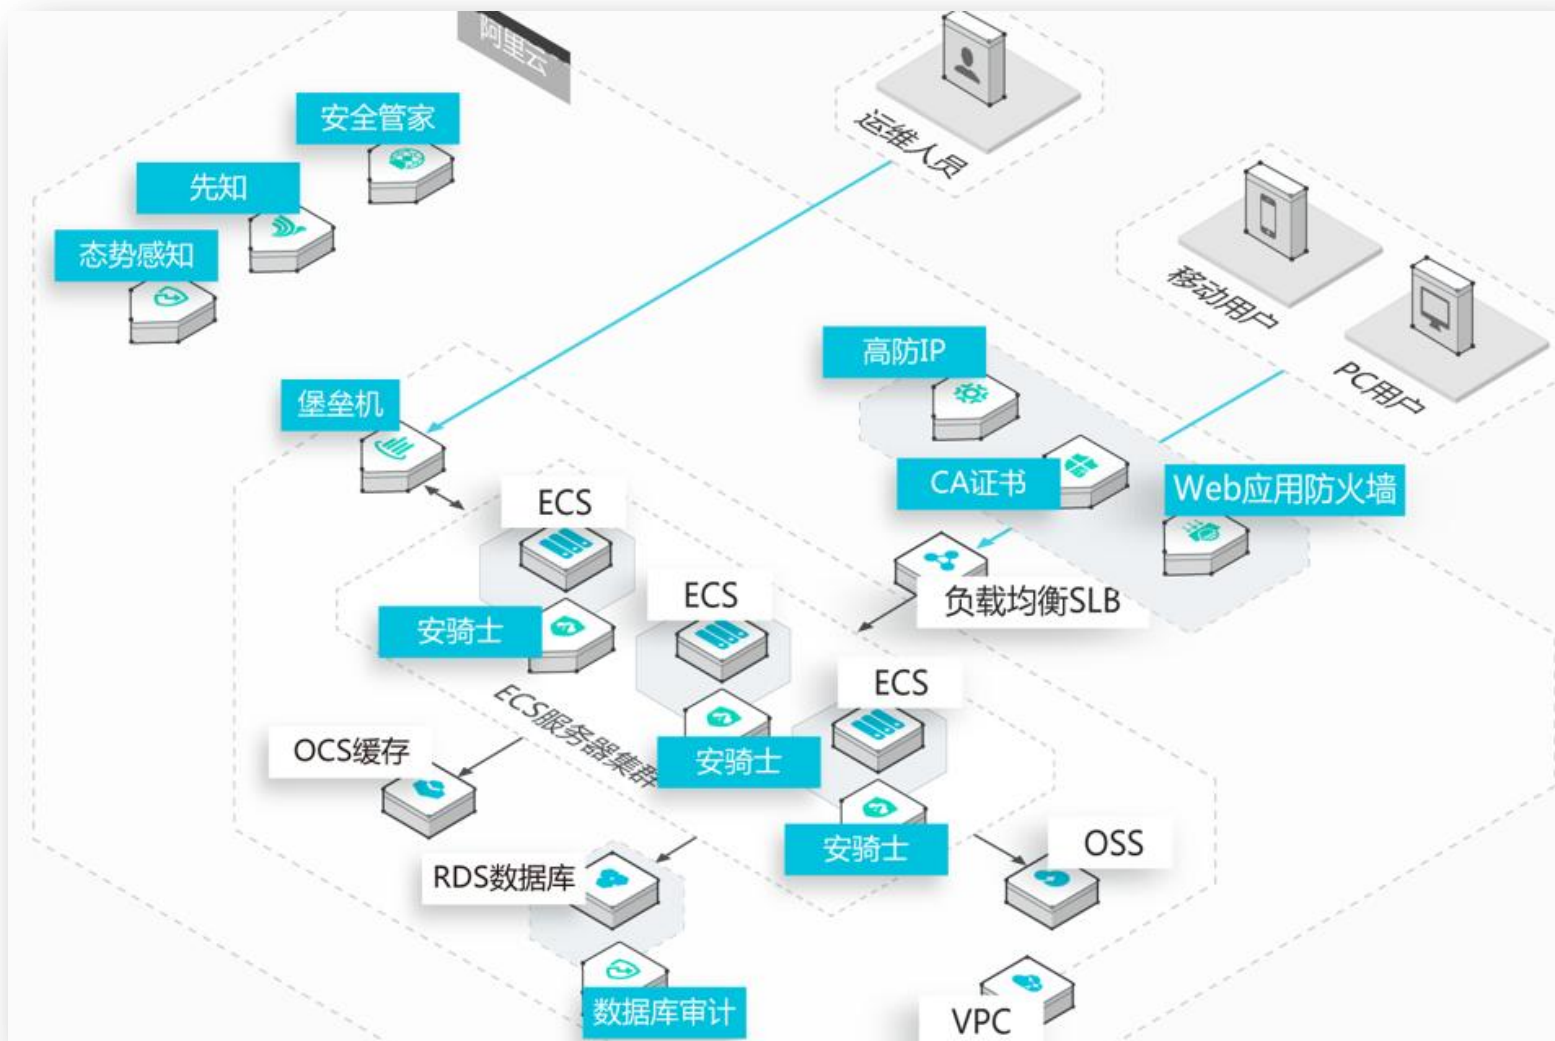 阿里云
运维人员
安全管家
先知
态势感知
移动用户
PC用户
高防IP
堡垒机
CA证书
Web应用防火墙
ECS
负载均衡SLB
安骑士
ECS
ECS
ECS服务器集群
安骑士
OCS缓存
安骑士
OSS
RDS数据库
数据库审计
VPC